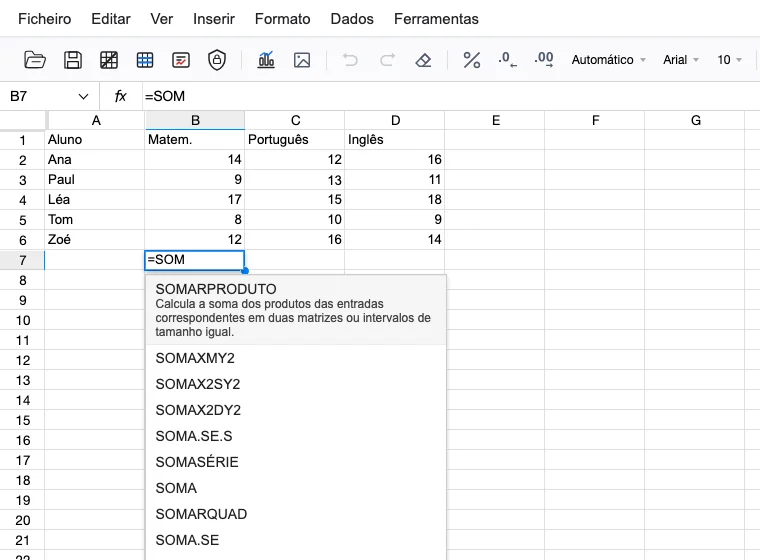 Ficheiro Editar Ver Inserir Formato Dados Ferramentas
% .0 .00 Automático Arial 10
B7 fx =SOM
A B C D E F G
1 Aluno Matem. Português Inglês
2 Ana 14 12 16
3 Paul 9 13 11
4 Léa 17 15 18
5 Tom 8 10 9
6 Zoé 12 16 14
7 =SOM
8 SOMARPRODUTO
Calcula a soma dos produtos das entradas
9 correspondentes em duas matrizes ou intervalos de
10 tamanho igual.
11
12 SOMAXMY2
13 SOMAX2SY2
14 SOMAX2DY2
15
16 SOMA.SE.S
17 SOMASÉRIE
18 SOMA
19
20 SOMARQUAD
21 SOMA.SE
22